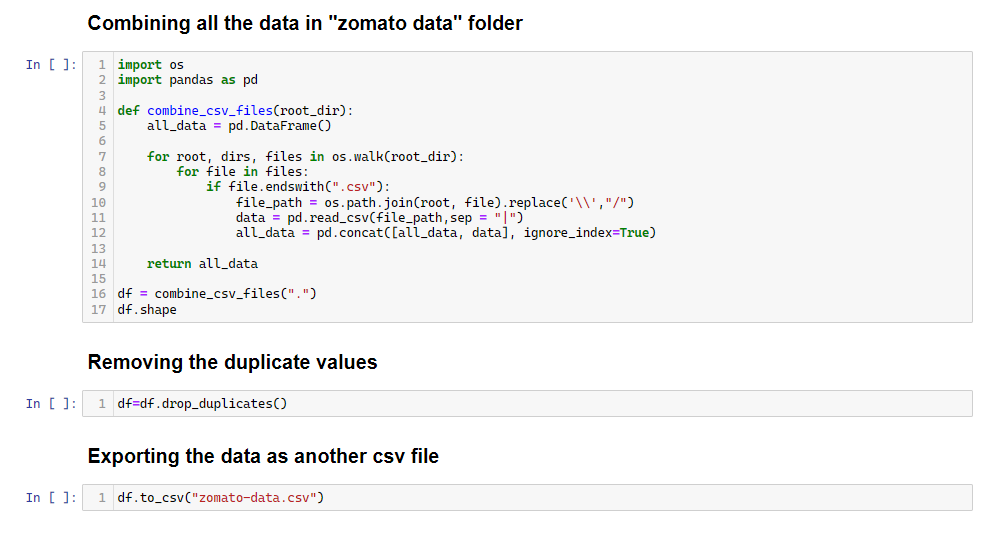 Combining all the data in "zomato data" folder
In [ ]:
1 import os
2 import pandas as pd
3
4 def combine_csv_files(root_dir):
5     all_data = pd.DataFrame()
6
7     for root, dirs, files in os.walk(root_dir):
8         for file in files:
9             if file.endswith(".csv"):
10                 file_path = os.path.join(root, file).replace('\\',"/")
11                 data = pd.read_csv(file_path,sep = "|")
12                 all_data = pd.concat([all_data, data], ignore_index=True)
13
14     return all_data
15
16 df = combine_csv_files(".")
17 df.shape
Removing the duplicate values
In [ ]:
1 df=df.drop_duplicates()
Exporting the data as another csv file
In [ ]:
1 df.to_csv("zomato-data.csv")